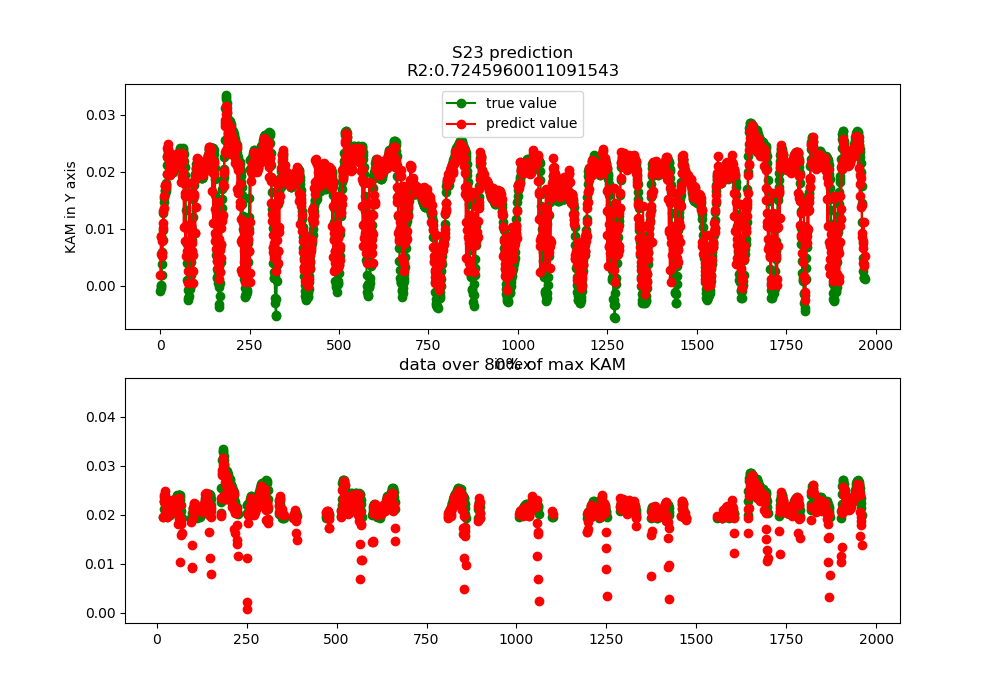 S23 prediction
R2:0.7245960011091543
KAM in Y axis
0.03
0.02
0.01
0.00
true value
predict value
0 250 500 750 1000 1250 1500 1750 2000
index
data over 80% of max KAM
0.04
0.03
0.02
0.01
0.00
0 250 500 750 1000 1250 1500 1750 2000